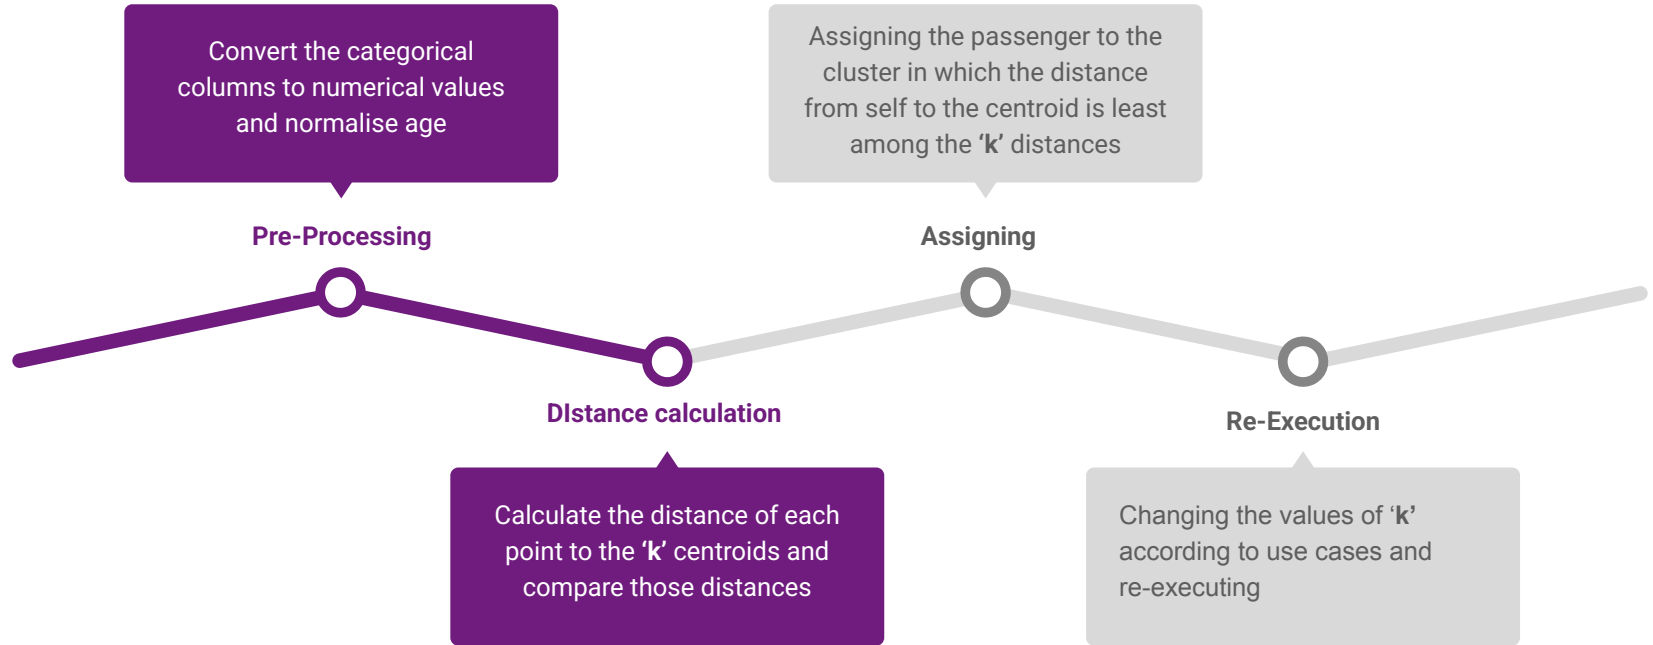 Convert the categorical
columns to numerical values
and normalise age
Pre-Processing
DIstance calculation
Calculate the distance of each
point to the ‘k’ centroids and
compare those distances
Assigning the passenger to the
cluster in which the distance
from self to the centroid is least
among the ‘k’ distances
Assigning
Re-Execution
Changing the values of ‘k’
according to use cases and
re-executing